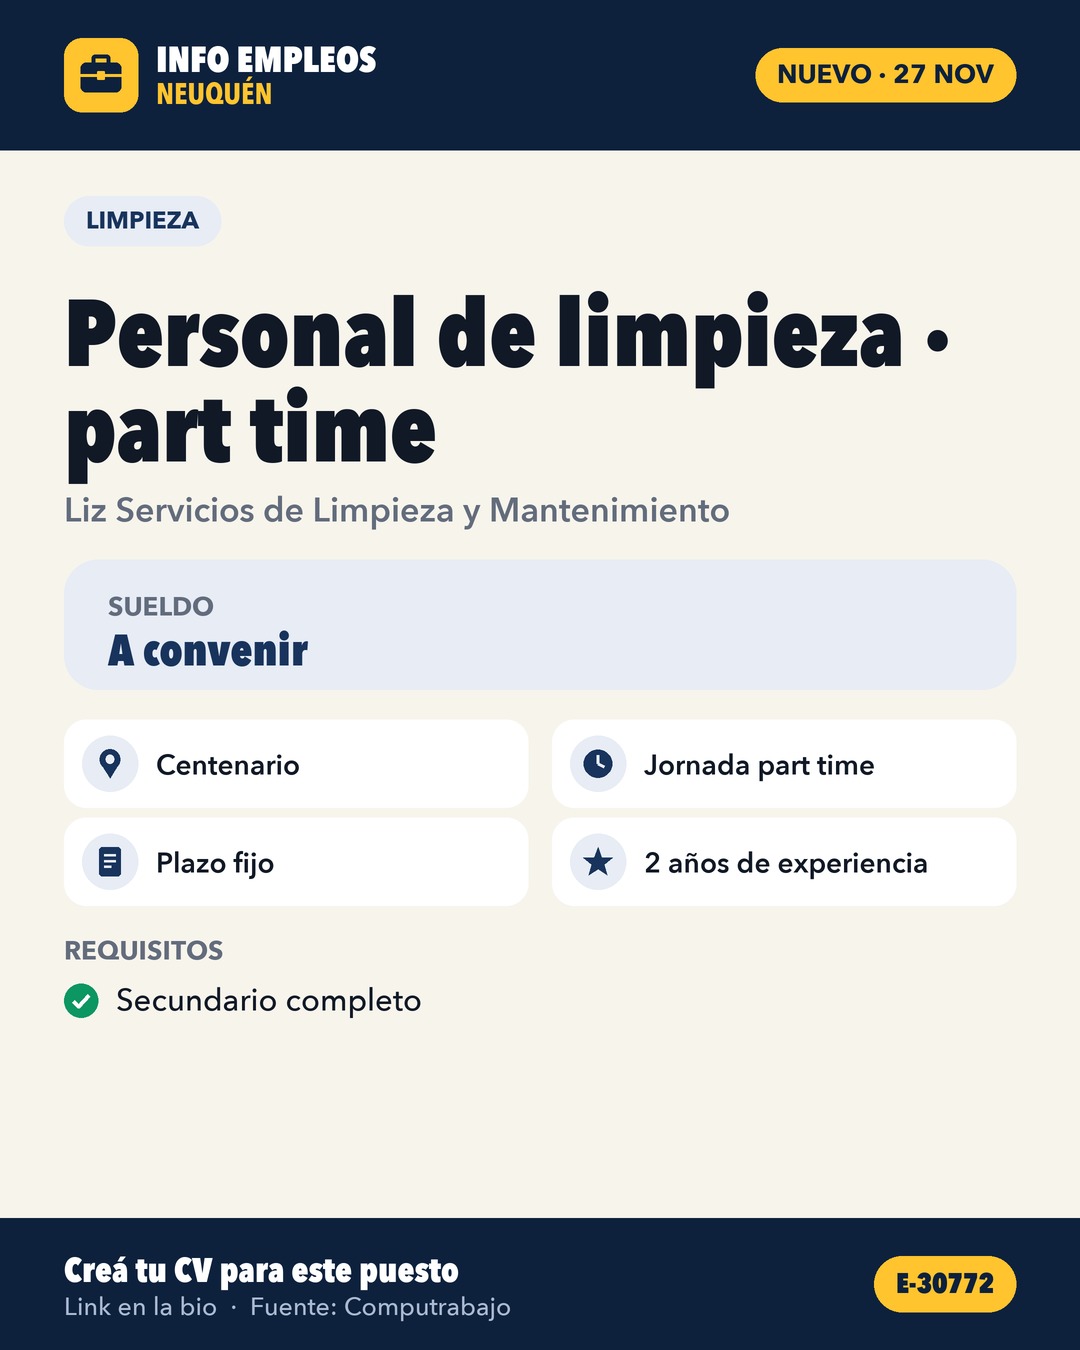 INFO EMPLEOS
NEUQUÉN
NUEVO · 27 NOV
LIMPIEZA
Personal de limpieza ·
part time
Liz Servicios de Limpieza y Mantenimiento
SUELDO
A convenir
Centenario
Jornada part time
Plazo fijo
2 años de experiencia
REQUISITOS
Secundario completo
Creá tu CV para este puesto
Link en la bio · Fuente: Computrabajo
E-30772